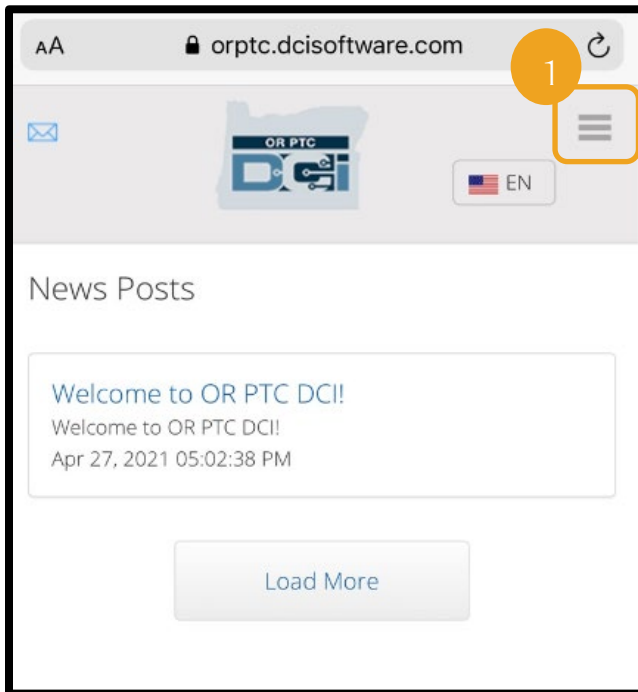 AA orptc.dcisoftware.com
1
OR PTC
DCi
EN
News Posts
Welcome to OR PTC DCI!
Welcome to OR PTC DCI!
Apr 27, 2021 05:02:38 PM
Load More